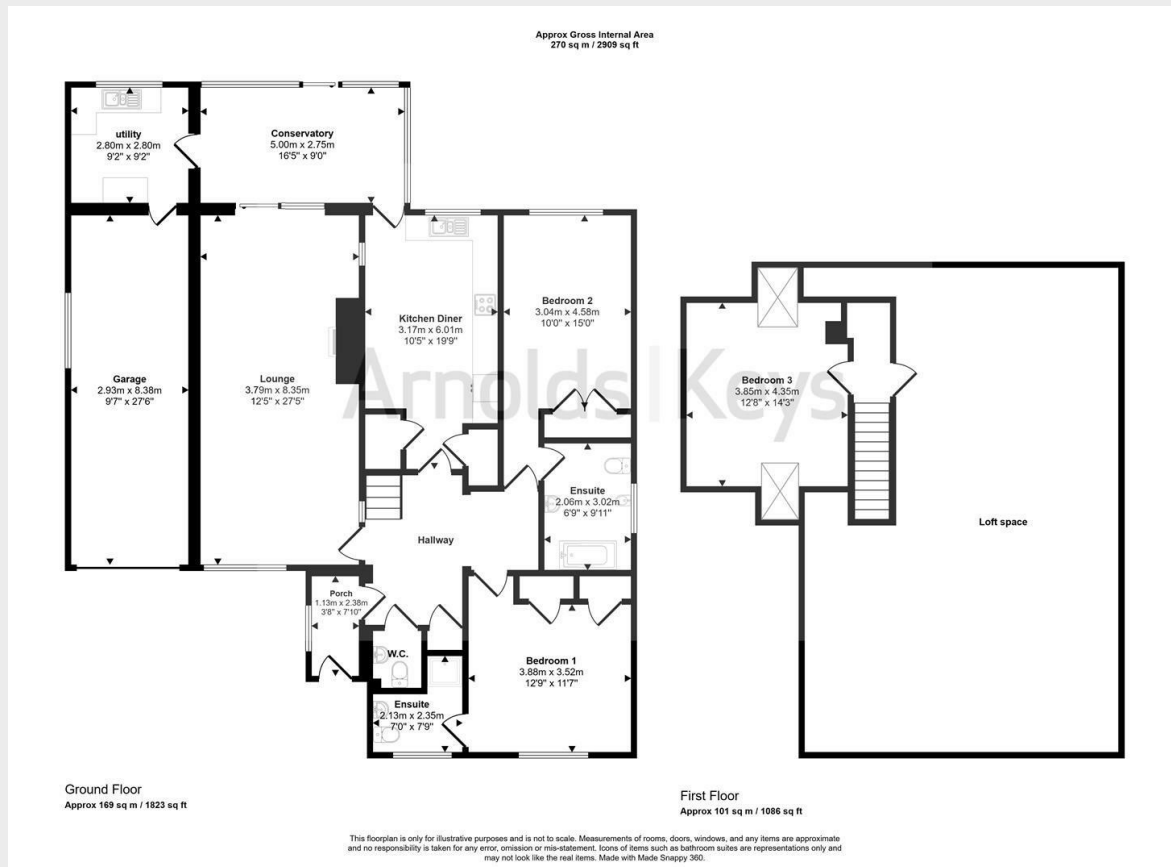 Approx Gross Internal Area
270 sq m / 2909 sq ft
utility
2.80m x 2.80m
9'2" x 9'2"
Conservatory
5.00m x 2.75m
16'5" x 9'0"
Kitchen Diner
3.17m x 6.01m
10'5" x 19'9"
Bedroom 2
3.04m x 4.58m
10'0" x 15'0"
Garage
2.93m x 8.38m
9'7" x 27'6"
Lounge
3.79m x 8.35m
12'5" x 27'5"
Arnolds | Keys
Bedroom 3
3.85m x 4.35m
12'8" x 14'3"
Ensuite
2.06m x 3.02m
6'9" x 9'11"
Hallway
Loft space
Porch
1.13m x 2.38m
3'8" x 7'10"
W.C.
Bedroom 1
3.88m x 3.52m
12'9" x 11'7"
Ensuite
2.13m x 2.35m
7'0" x 7'9"
Ground Floor
Approx 169 sq m / 1823 sq ft
First Floor
Approx 101 sq m / 1086 sq ft
This floorplan is only for illustrative purposes and is not to scale. Measurements of rooms, doors, windows, and any items are approximate
and no responsibility is taken for any error, omission or mis-statement. Icons of items such as bathroom suites are representations only and
may not look like the real items. Made with Made Snappy 360.